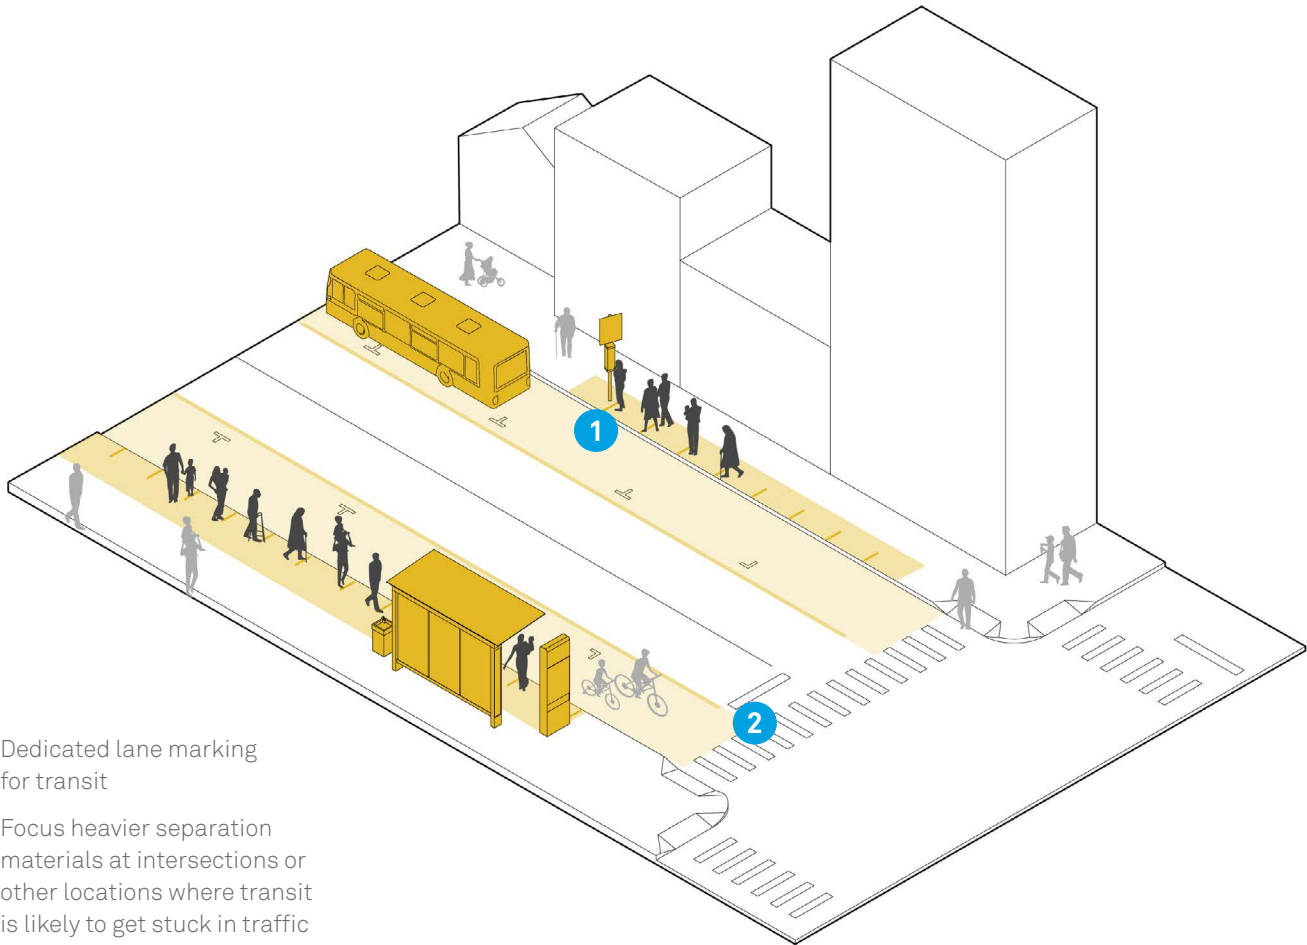 1
2
Dedicated lane marking
for transit
Focus heavier separation
materials at intersections or
other locations where transit
is likely to get stuck in traffic